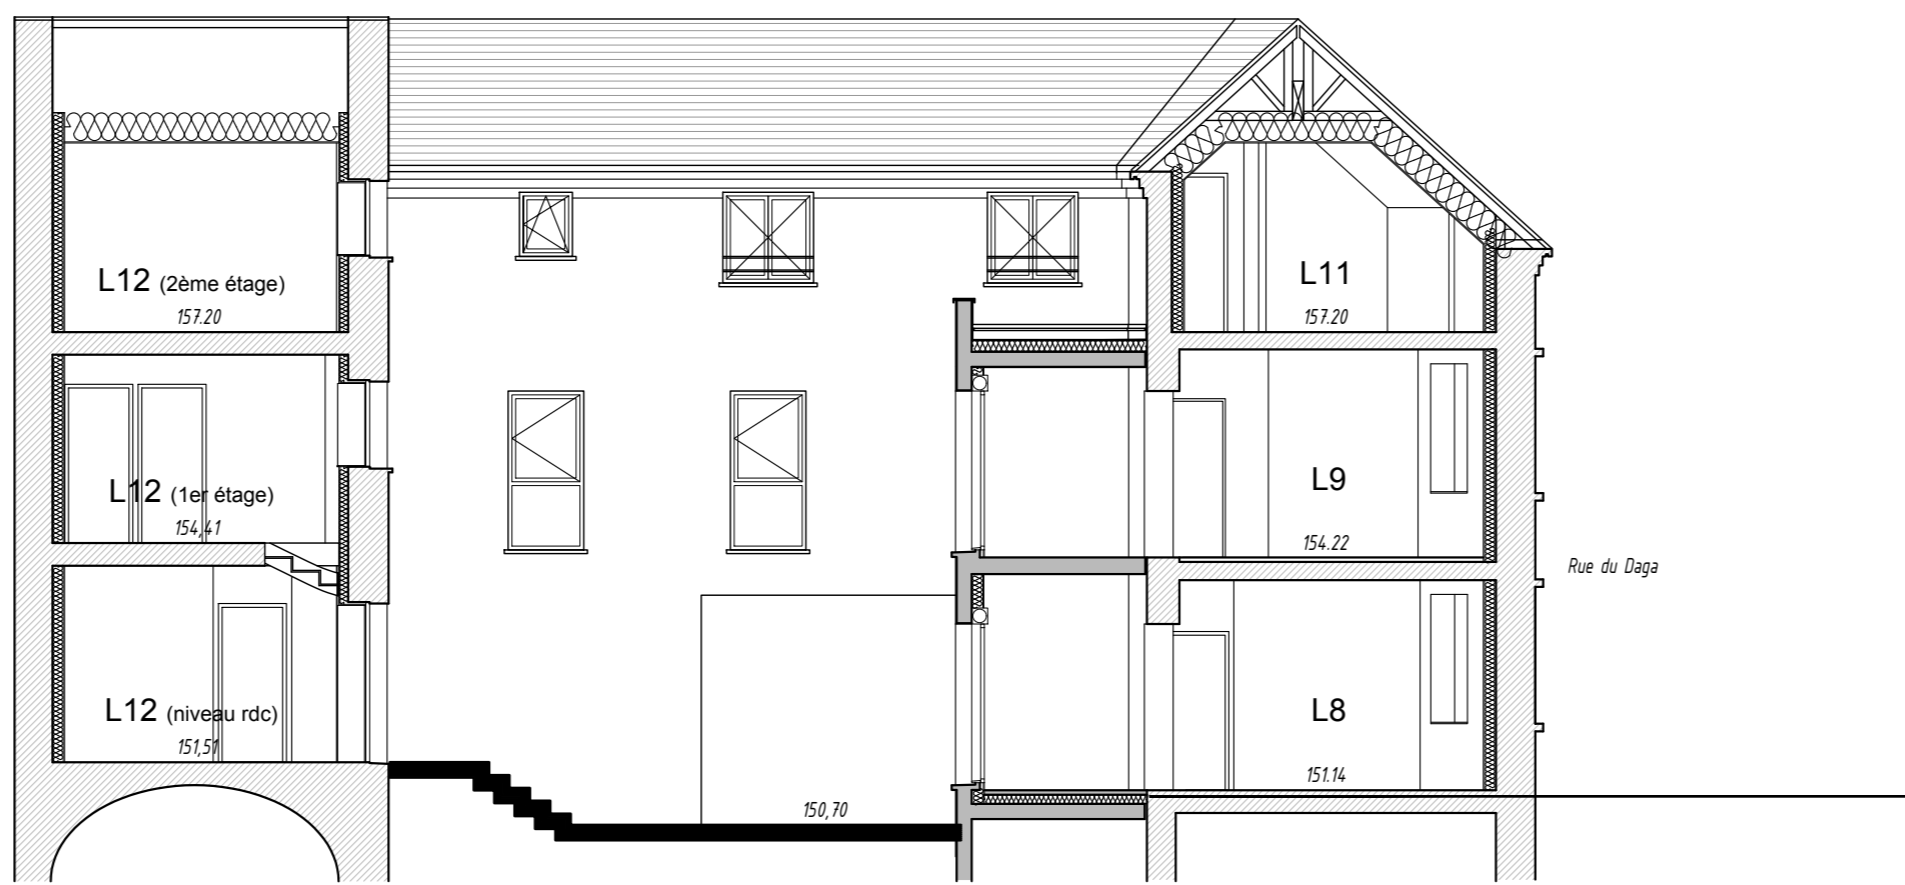 L12 (2ème étage)
157.20
L11
157.20
L12 (1er étage)
154,41
L9
154.22
Rue du Daga
L12 (niveau rdc)
151,51
L8
151.14
150,70